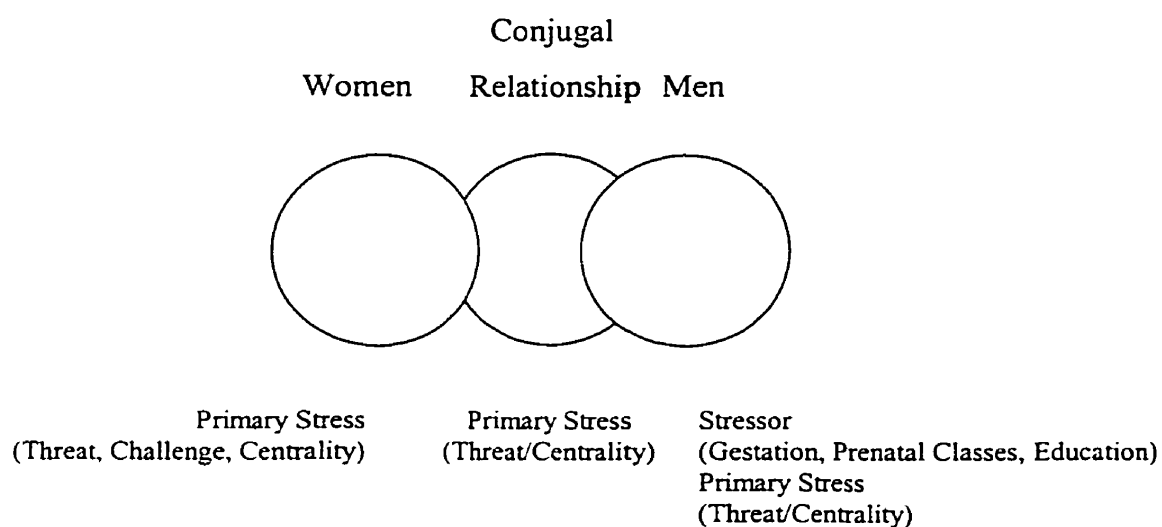 Conjugal
Women Relationship Men
Primary Stress
(Threat, Challenge, Centrality)
Primary Stress
(Threat/Centrality)
Stressor
(Gestation, Prenatal Classes, Education)
Primary Stress
(Threat/Centrality)